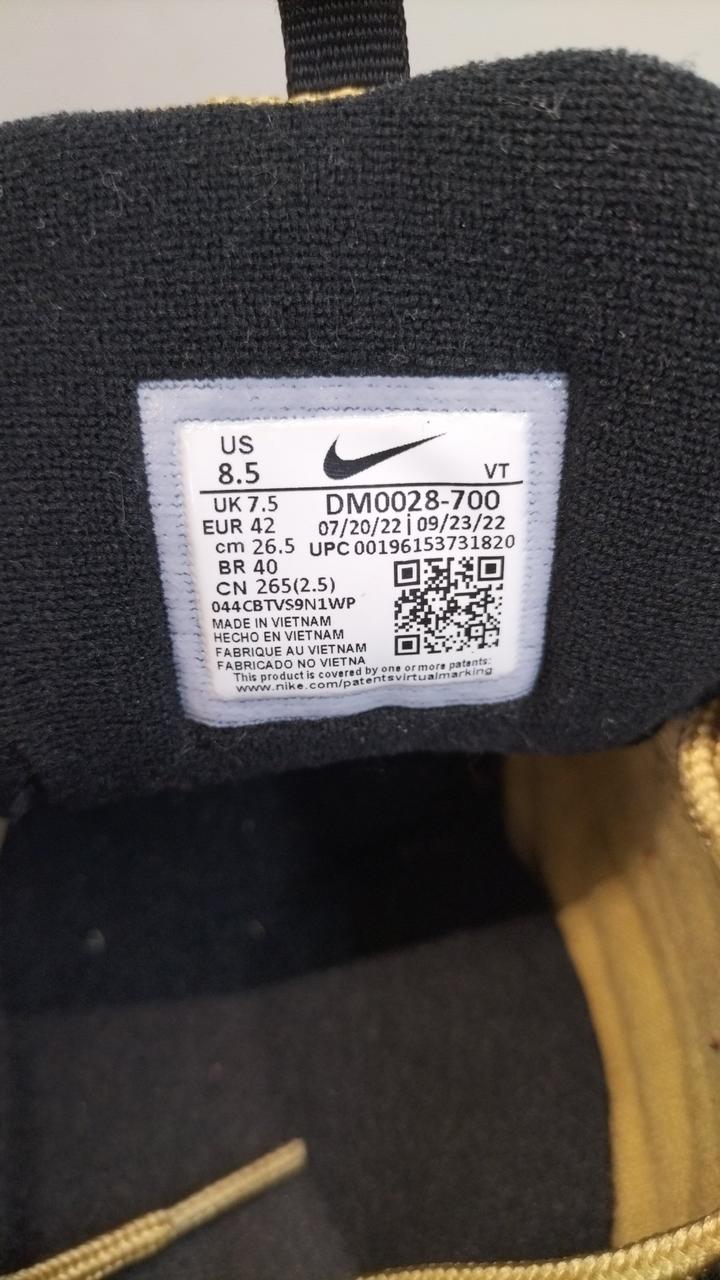 US
8.5
VT
UK 7.5
DM0028-700
EUR 42
07/20/22 | 09/23/22
cm 26.5
UPC 00196153731820
BR 40
CN 265(2.5)
044CBTVS9N1WP
MADE IN VIETNAM
HECHO EN VIETNAM
FABRIQUE AU VIETNAM
FABRICADO NO VIETNA
This product is covered by one or more patents:
www.nike.com/patentsvirtualmarking